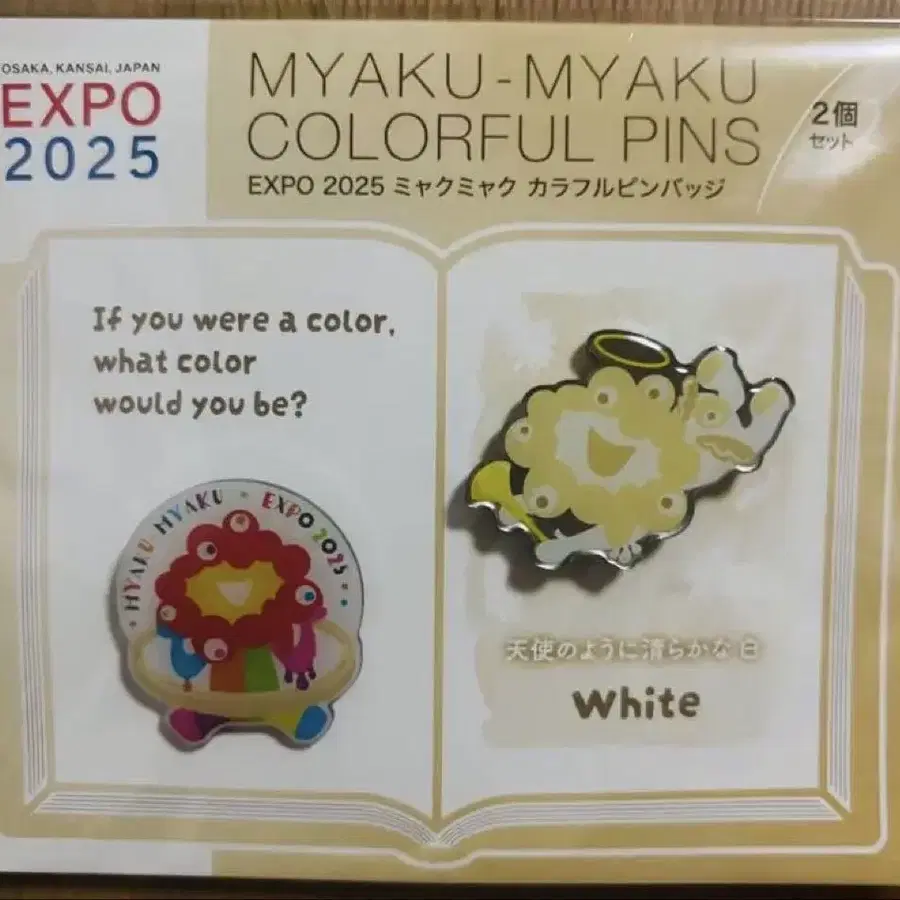 OSAKA, KANSAI, JAPAN
EXPO
2025
MYAKU-MYAKU
COLORFUL PINS
EXPO 2025 ミャクミャク カラフルピンバッジ
2個
セット
If you were a color,
what color
would you be?
MYAKU MYAKU • EXPO 2025
天使のように清らかな白
White